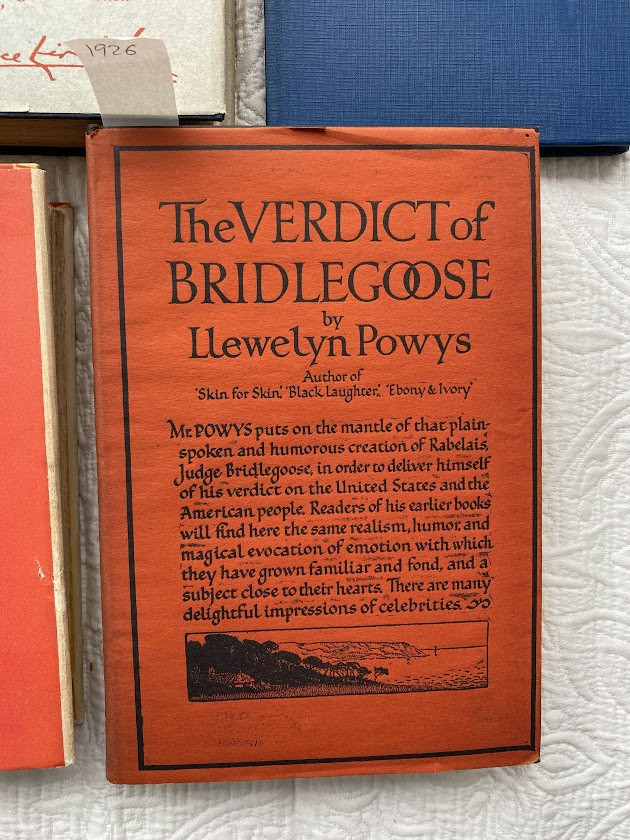 1926
The VERDICT of
BRIDLEGOOSE
by
Llewelyn Powys
Author of
'Skin for Skin', 'Black Laughter', 'Ebony & Ivory'
Mr. POWYS puts on the mantle of that plain-
spoken and humorous creation of Rabelais,
Judge Bridlegoose, in order to deliver himself
of his verdict on the United States and the
American people. Readers of his earlier books
will find here the same realism, humor, and
magical evocation of emotion with which
they have grown familiar and fond, and a
subject close to their hearts. There are many
delightful impressions of celebrities.